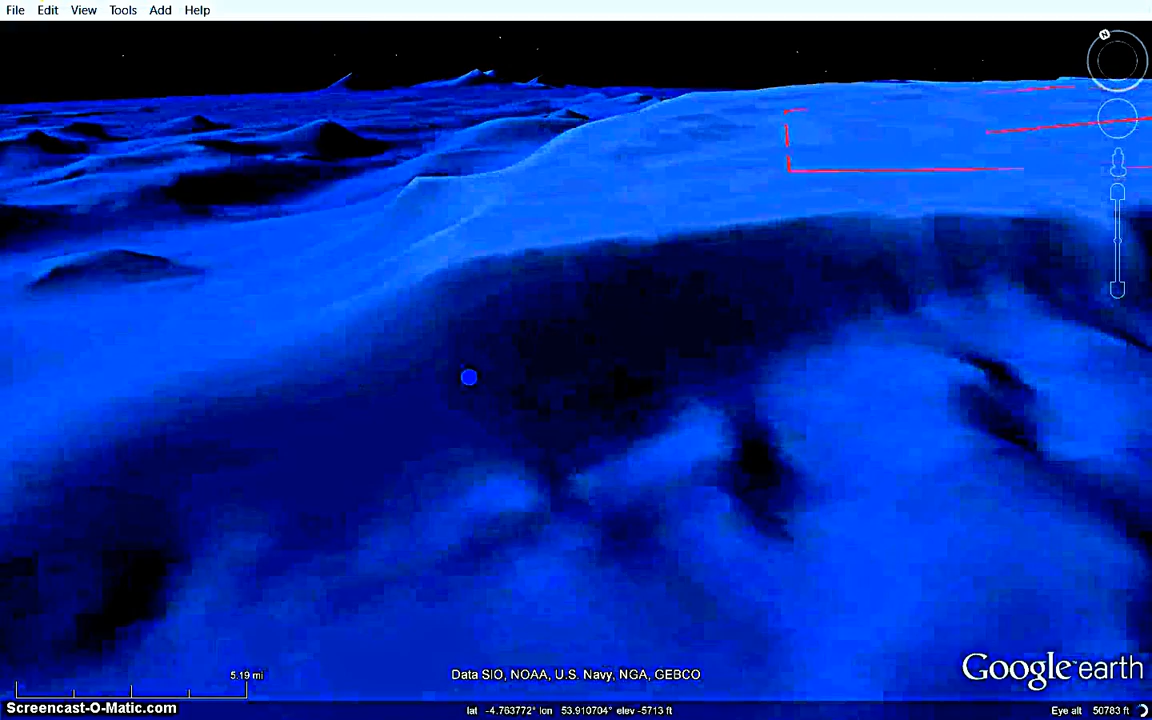 File Edit View Tools Add Help
N
5.19 mi
Data SIO, NOAA, U.S. Navy, NGA, GEBCO
Google earth
Screencast-O-Matic.com
lat -4.763772° lon 53.910704° elev -5713 ft
Eye alt 50783 ft